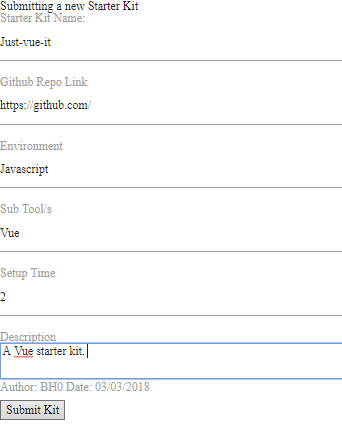 Submitting a new Starter Kit
Starter Kit Name:
Just-vue-it
Github Repo Link
https://github.com/
Environment
Javascript
Sub Tool/s
Vue
Setup Time
2
Description
A Vue starter kit.
Author: BH0 Date: 03/03/2018
Submit Kit